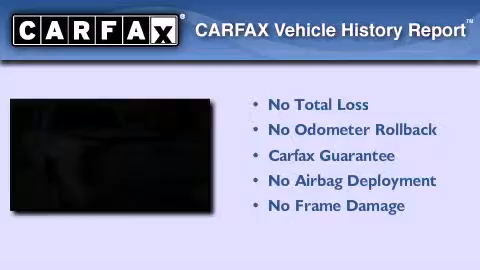 CARFAX® CARFAX Vehicle History Report™
• No Total Loss
• No Odometer Rollback
• Carfax Guarantee
• No Airbag Deployment
• No Frame Damage